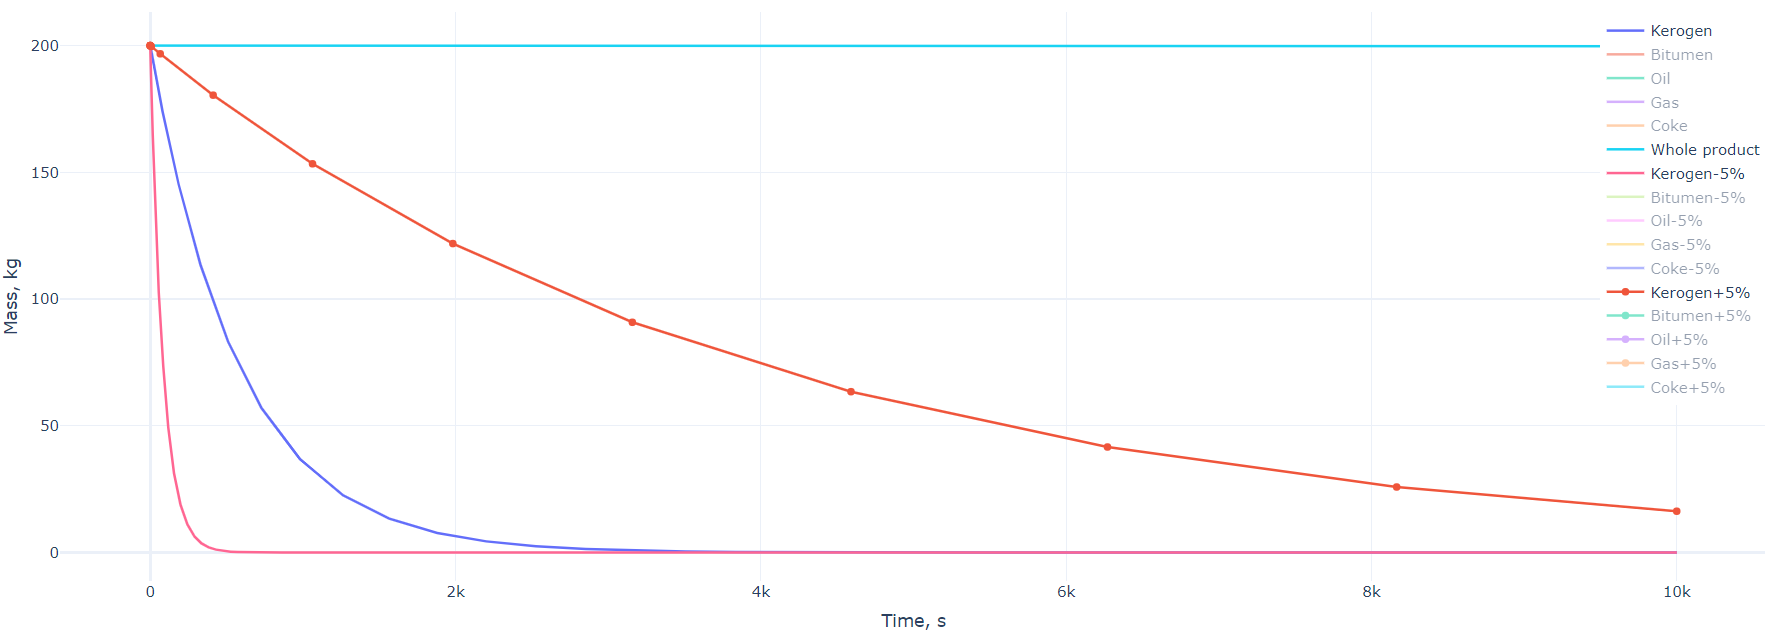 Mass, kg
200
150
100
50
0
0
2k
4k
6k
8k
10k
Time, s
Kerogen
Bitumen
Oil
Gas
Coke
Whole product
Kerogen-5%
Bitumen-5%
Oil-5%
Gas-5%
Coke-5%
Kerogen+5%
Bitumen+5%
Oil+5%
Gas+5%
Coke+5%